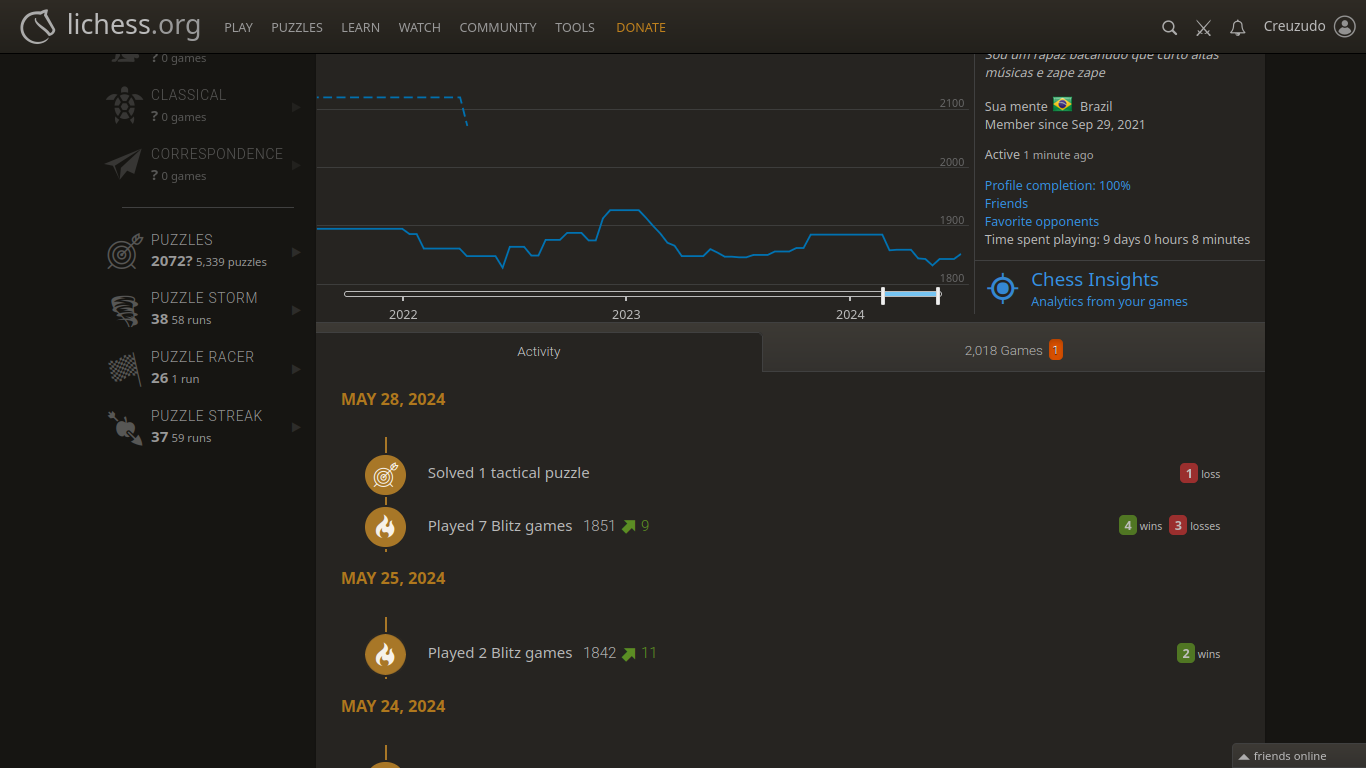 lichess.org PLAY PUZZLES LEARN WATCH COMMUNITY TOOLS DONATE Creuzudo
? 0 games
CLASSICAL
? 0 games
CORRESPONDENCE
? 0 games
PUZZLES
2072? 5,339 puzzles
PUZZLE STORM
38 58 runs
PUZZLE RACER
26 1 run
PUZZLE STREAK
37 59 runs
2100
2000
1900
1800
2022 2023 2024
Sou um rapaz bacanudo que curto altas
músicas e zape zape
Sua mente Brazil
Member since Sep 29, 2021
Active 1 minute ago
Profile completion: 100%
Friends
Favorite opponents
Time spent playing: 9 days 0 hours 8 minutes
Chess Insights
Analytics from your games
Activity 2,018 Games 1
MAY 28, 2024
Solved 1 tactical puzzle 1 loss
Played 7 Blitz games 1851 9 4 wins 3 losses
MAY 25, 2024
Played 2 Blitz games 1842 11 2 wins
MAY 24, 2024
friends online